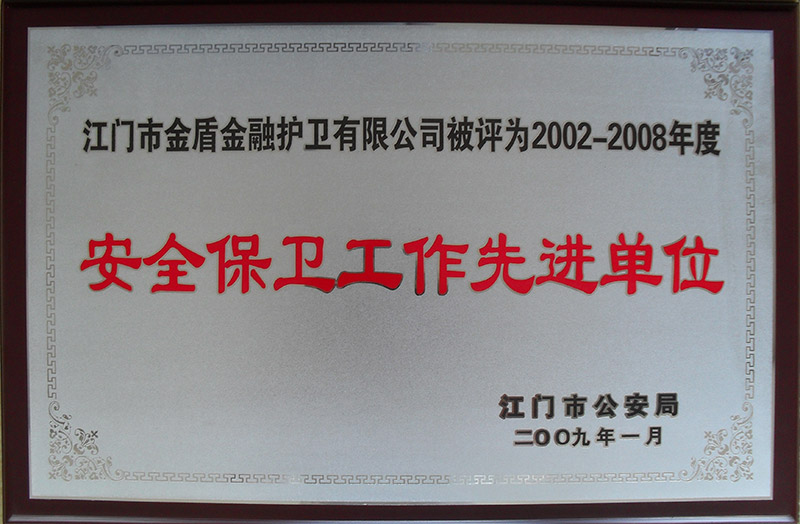 江门市金盾金融护卫有限公司被评为2002-2008年度
安全保卫工作先进单位
江门市公安局
二〇〇九年一月